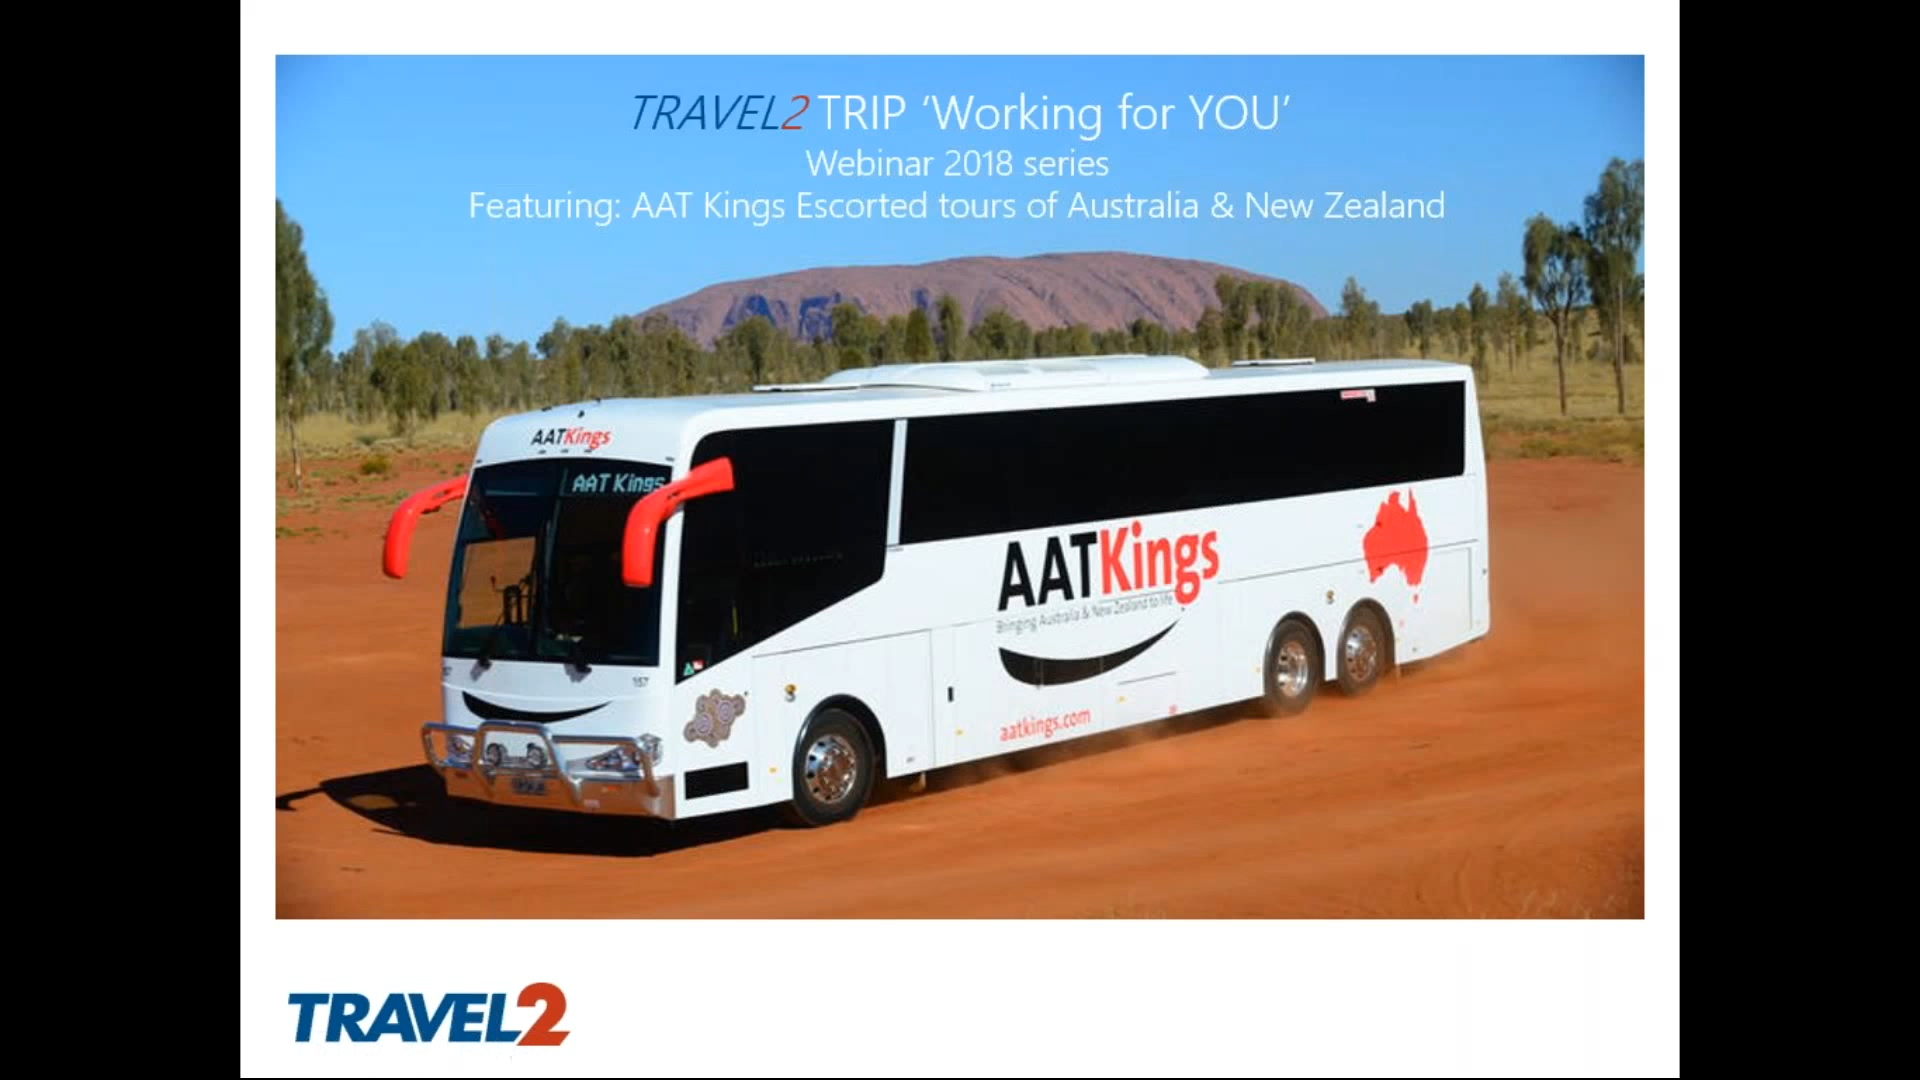 TRAVEL2 TRIP ‘Working for YOU’
Webinar 2018 series
Featuring: AAT Kings Escorted tours of Australia & New Zealand
AATKings
AAT Kings
AATKings
Bringing Australia & New Zealand to life
157
aatkings.com
TRAVEL2